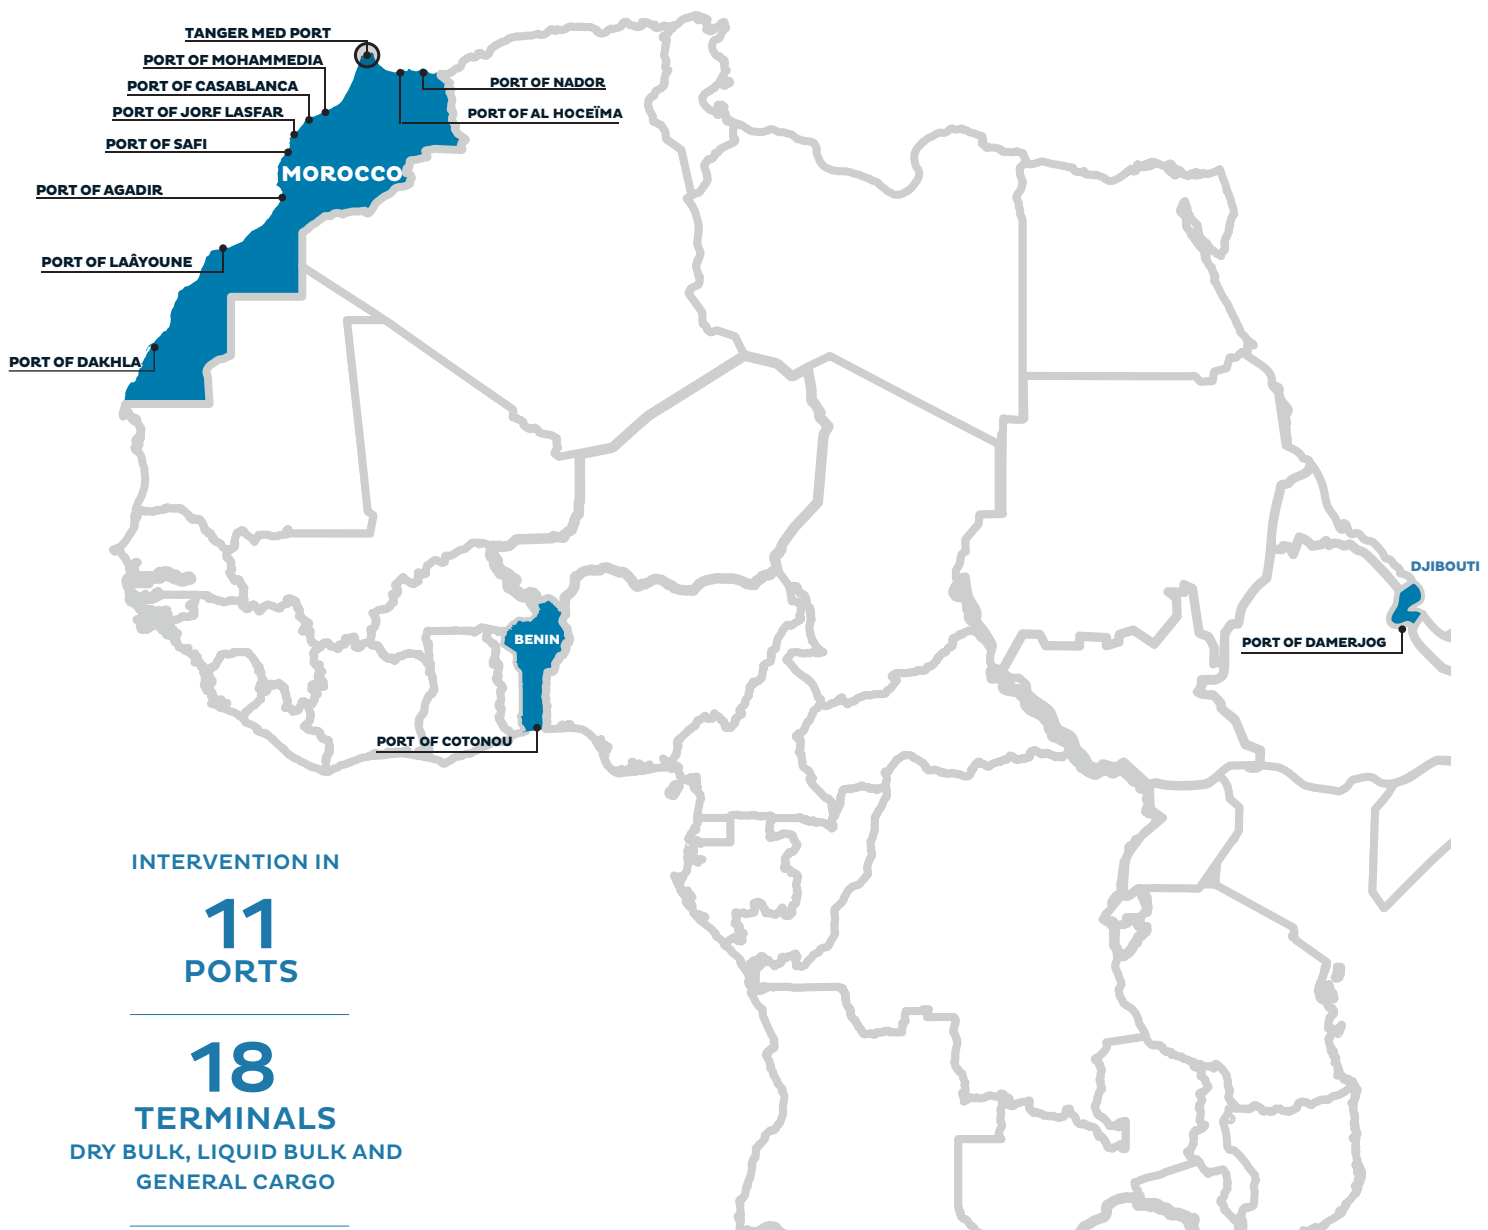 TANGER MED PORT
PORT OF MOHAMMEDIA
PORT OF CASABLANCA
PORT OF JORF LASFAR
PORT OF SAFI
PORT OF AGADIR
PORT OF LAÂYOUNE
PORT OF DAKHLA
PORT OF NADOR
PORT OF AL HOCEÏMA
MOROCCO
DJIBOUTI
PORT OF DAMERJOG
BENIN
PORT OF COTONOU
INTERVENTION IN
11
PORTS
18
TERMINALS
DRY BULK, LIQUID BULK AND
GENERAL CARGO